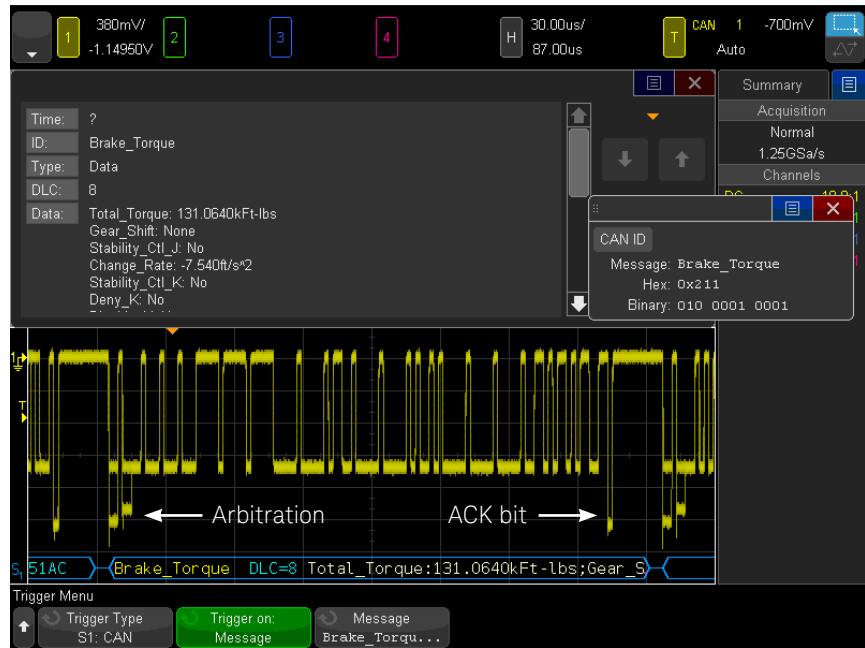 1 380mV/ 2 3 4 H 30.00us/ T CAN 1 -700mV
-1.14950V 87.00us Auto
Summary
Time: ?
ID: Brake_Torque
Type: Data
DLC: 8
Data: Total_Torque: 131.0640kFt-lbs
Gear_Shift: None
Stability_Ctl_J: No
Change_Rate: -7.540ft/s^2
Stability_Ctl_K: No
Deny_K: No
Acquisition
Normal
1.25GSa/s
Channels
CAN ID
Message: Brake_Torque
Hex: 0x211
Binary: 010 0001 0001
1
T
Arbitration
ACK bit
S1 51AC Brake_Torque DLC=8 Total_Torque:131.0640kFt-lbs;Gear_S
Trigger Menu
Trigger Type
S1: CAN
Trigger on:
Message
Message
Brake_Torqu...